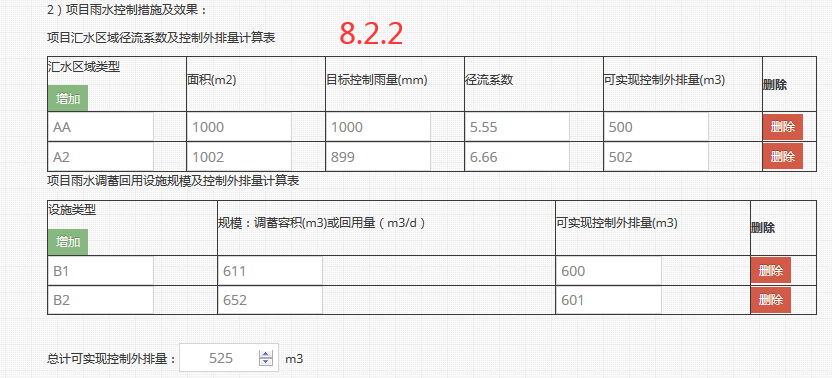 2）项目雨水控制措施及效果：
项目汇水区域径流系数及控制外排量计算表
8.2.2
汇水区域类型 增加 面积(m2) 目标控制雨量(mm) 径流系数 可实现控制外排量(m3) 删除
AA 1000 1000 5.55 500 删除
A2 1002 899 6.66 502 删除
项目雨水调蓄回用设施规模及控制外排量计算表
设施类型 增加 规模：调蓄容积(m3)或回用量（m3/d） 可实现控制外排量(m3) 删除
B1 611 600 删除
B2 652 601 删除
总计可实现控制外排量： 525 m3